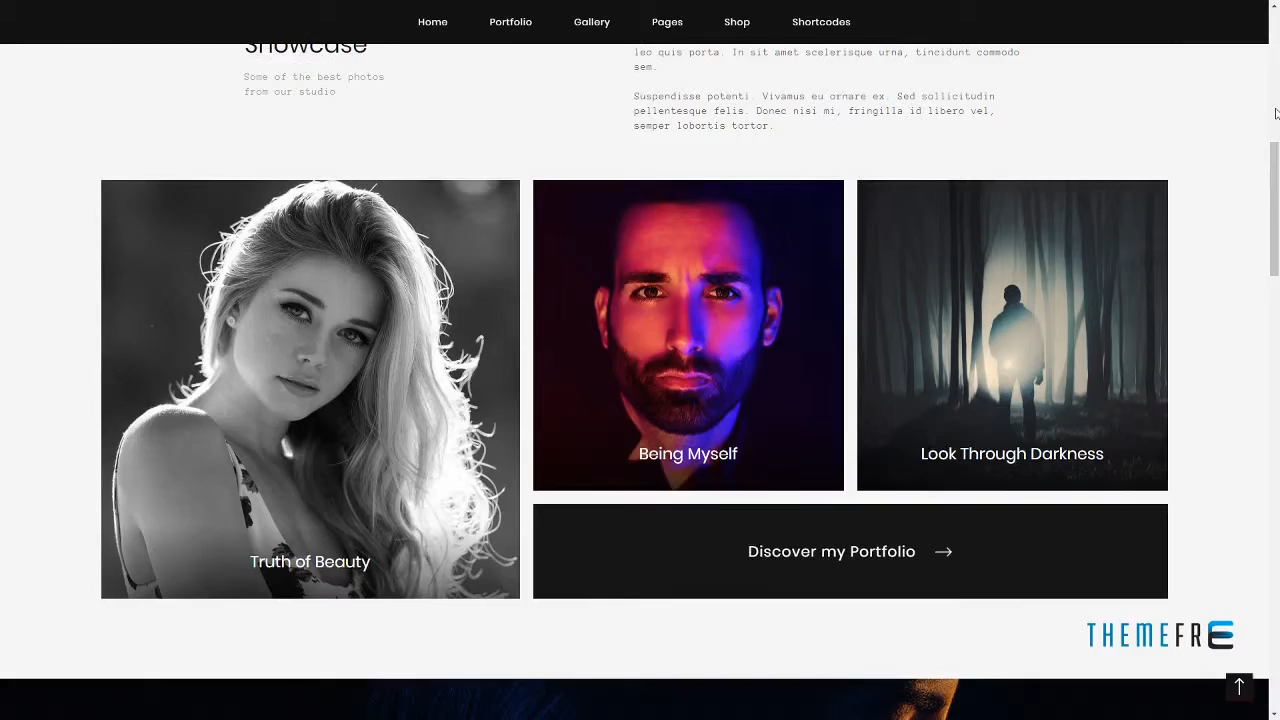 Home Portfolio Gallery Pages Shop Shortcodes
Showcase
Some of the best photos
from our studio
leo quis porta. In sit amet scelerisque urna, tincidunt commodo
sem.
Suspendisse potenti. Vivamus eu ornare ex. Sed sollicitudin
pellentesque felis. Donec nisi mi, fringilla id libero vel,
semper lobortis tortor.
Truth of Beauty
Being Myself
Look Through Darkness
Discover my Portfolio
THEMEFRE